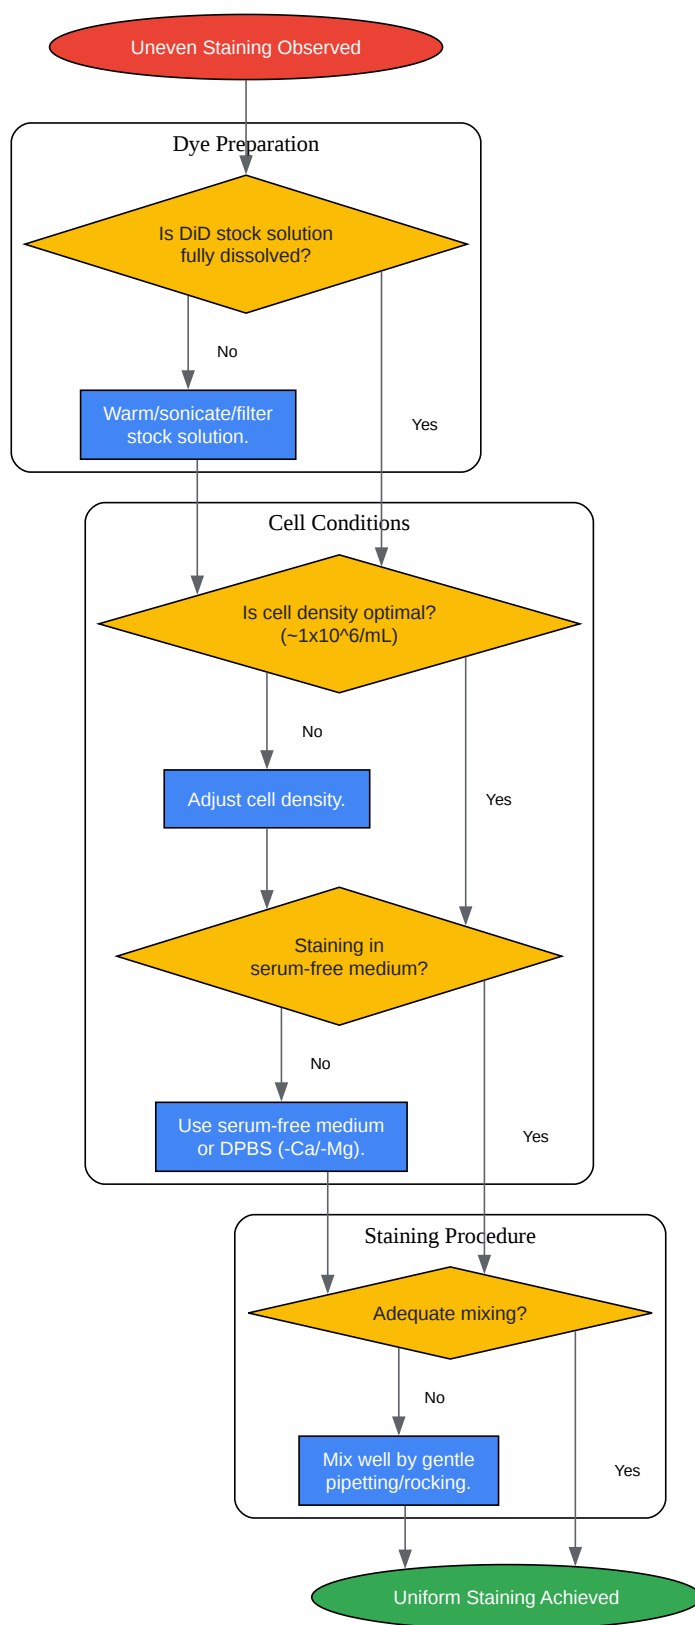 Uneven Staining Observed
Dye Preparation
Is DiD stock solution
fully dissolved?
No
Warm/sonicate/filter
stock solution.
Yes
Cell Conditions
Is cell density optimal?
(~1x10^6/mL)
No
Adjust cell density.
Yes
Staining in
serum-free medium?
No
Use serum-free medium
or DPBS (-Ca/-Mg).
Yes
Staining Procedure
Adequate mixing?
No
Mix well by gentle
pipetting/rocking.
Yes
Uniform Staining Achieved